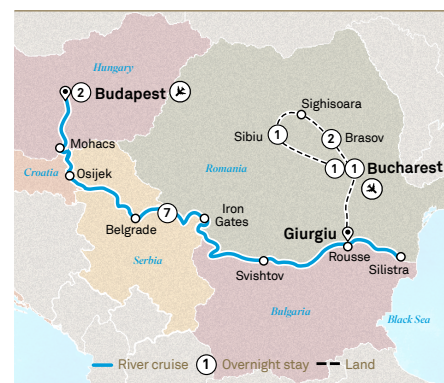 Hungary
2 Budapest
Sighisoara
Sibiu 1
2 Brasov
Mohacs
Romania
1 1 Bucharest
Croatia
Osijek
7
Belgrade
Iron
Gates
Giurgiu
Rousse
Serbia
Svishtov
Silistra
Bulgaria
Black Sea
River cruise 1 Overnight stay Land